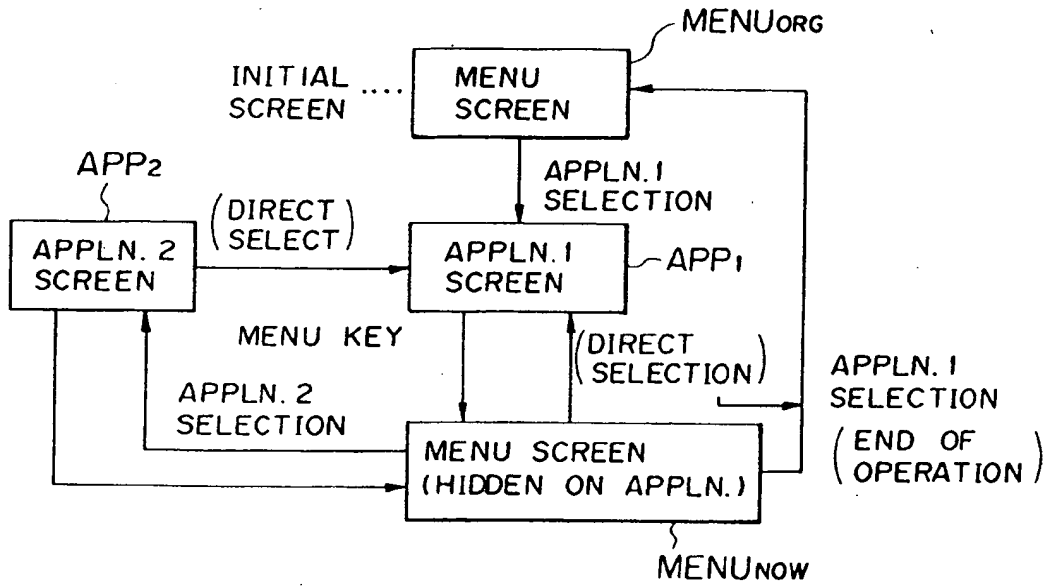 MENUORG
INITIAL
SCREEN ....
MENU
SCREEN
APP2
APPLN. 1
SELECTION
(DIRECT
SELECT)
APPLN. 2
SCREEN
APPLN. 1
SCREEN
APP1
MENU KEY
(DIRECT
SELECTION)
APPLN. 2
SELECTION
APPLN. 1
SELECTION
(END OF
OPERATION)
MENU SCREEN
(HIDDEN ON APPLN.)
MENUNOW